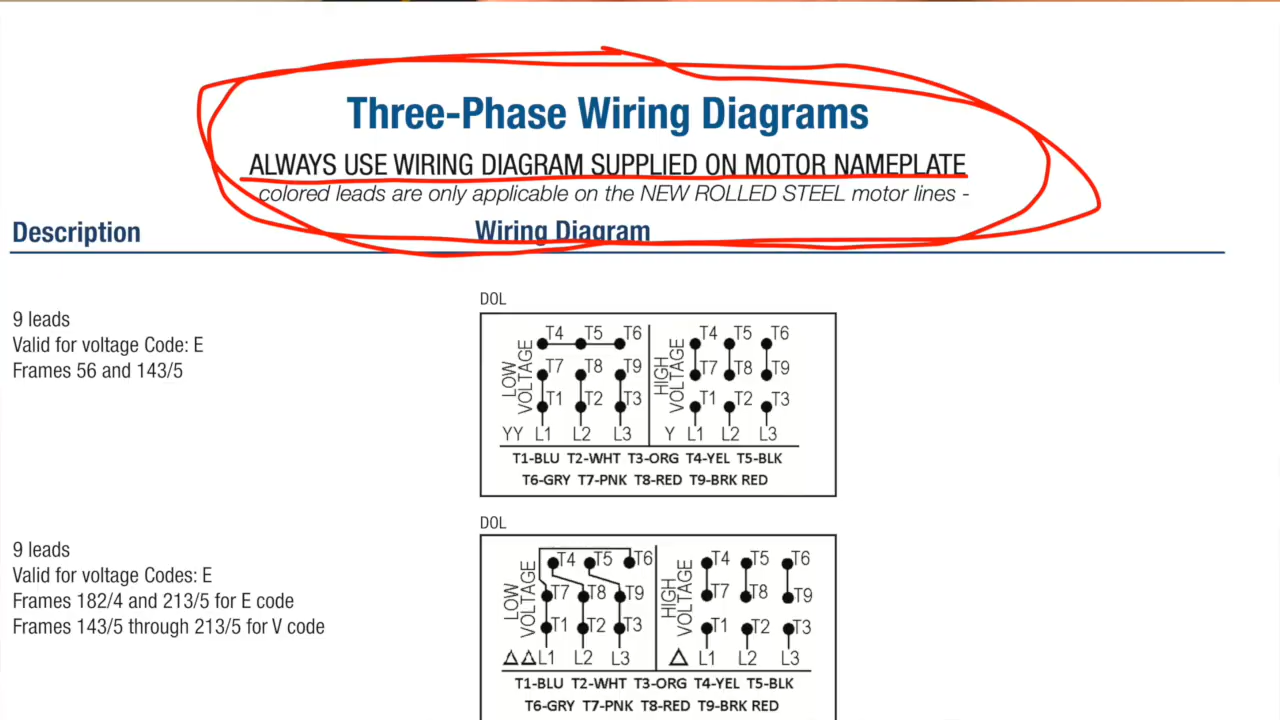 Three-Phase Wiring Diagrams
ALWAYS USE WIRING DIAGRAM SUPPLIED ON MOTOR NAMEPLATE
colored leads are only applicable on the NEW ROLLED STEEL motor lines -
Description Wiring Diagram
DOL
9 leads
Valid for voltage Code: E
Frames 56 and 143/5
LOW VOLTAGE
T4 T5 T6
T7 T8 T9
T1 T2 T3
YY L1 L2 L3
HIGH VOLTAGE
T4 T5 T6
T7 T8 T9
T1 T2 T3
Y L1 L2 L3
T1-BLU T2-WHT T3-ORG T4-YEL T5-BLK
T6-GRY T7-PNK T8-RED T9-BRK RED
DOL
9 leads
Valid for voltage Codes: E
Frames 182/4 and 213/5 for E code
Frames 143/5 through 213/5 for V code
LOW VOLTAGE
T4 T5 T6
T7 T8 T9
T1 T2 T3
ΔΔ L1 L2 L3
HIGH VOLTAGE
T4 T5 T6
T7 T8 T9
T1 T2 T3
Δ L1 L2 L3
T1-BLU T2-WHT T3-ORG T4-YEL T5-BLK
T6-GRY T7-PNK T8-RED T9-BRK RED